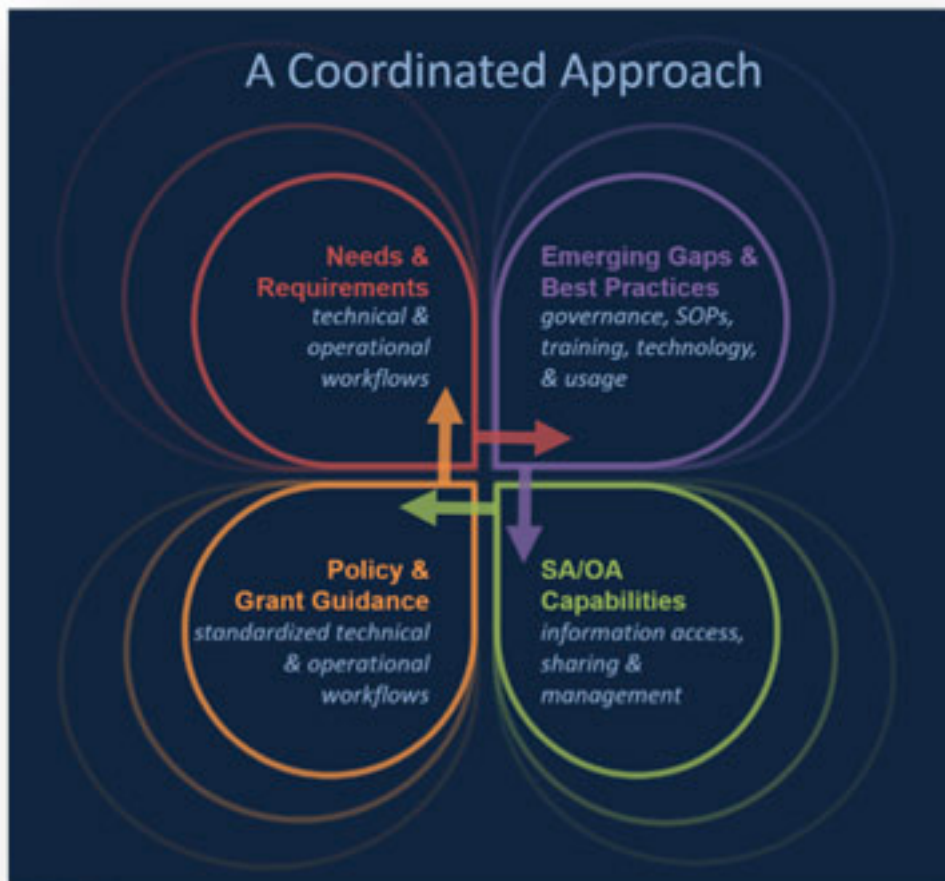 A Coordinated Approach
Needs &
Requirements
technical &
operational
workflows
Emerging Gaps &
Best Practices
governance, SOPs,
training, technology,
& usage
Policy &
Grant Guidance
standardized technical
& operational
workflows
SA/OA
Capabilities
information access,
sharing &
management